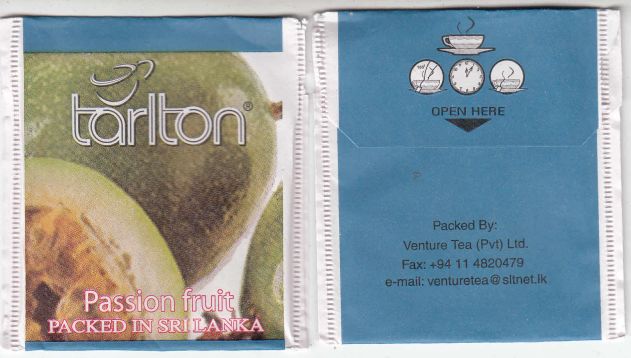 tarlton®
Passion fruit
PACKED IN SRI LANKA
OPEN HERE
Packed By:
Venture Tea (Pvt) Ltd.
Fax: +94 11 4820479
e-mail: venturetea@sltnet.lk